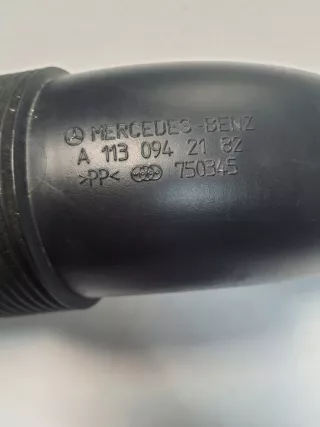 MERCEDES-BENZ
A 113 094 21 82
>PP< 750345